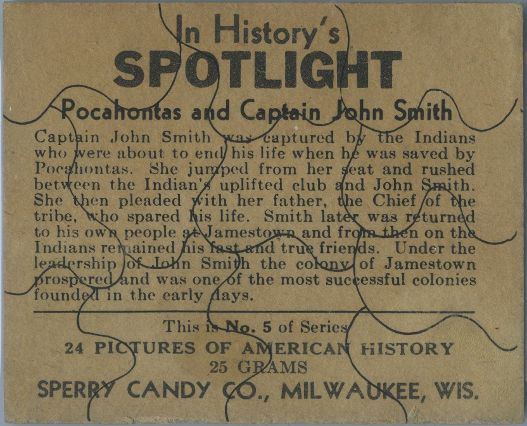 In History's
SPOTLIGHT
Pocahontas and Captain John Smith
Captain John Smith was captured by the Indians
who were about to end his life when he was saved by
Pocahontas. She jumped from her seat and rushed
between the Indian's uplifted club and John Smith.
She then pleaded with her father, the Chief of the
tribe, who spared his life. Smith later was returned
to his own people at Jamestown and from then on the
Indians remained his fast and true friends. Under the
leadership of John Smith the colony of Jamestown
prospered and was one of the most successful colonies
founded in the early days.
This is No. 5 of Series
24 PICTURES OF AMERICAN HISTORY
25 GRAMS
SPERRY CANDY CO., MILWAUKEE, WIS.